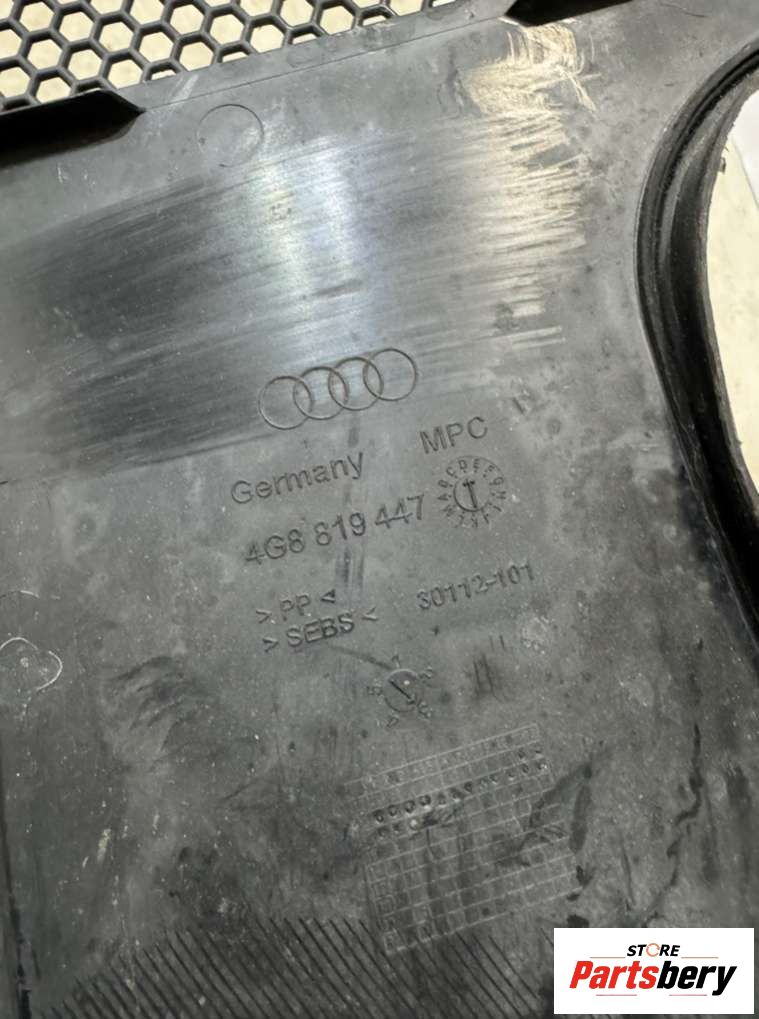 MPC
Germany
4G8 819 447
> PP <
30112-101
> SEBS <
STORE
Partsbery